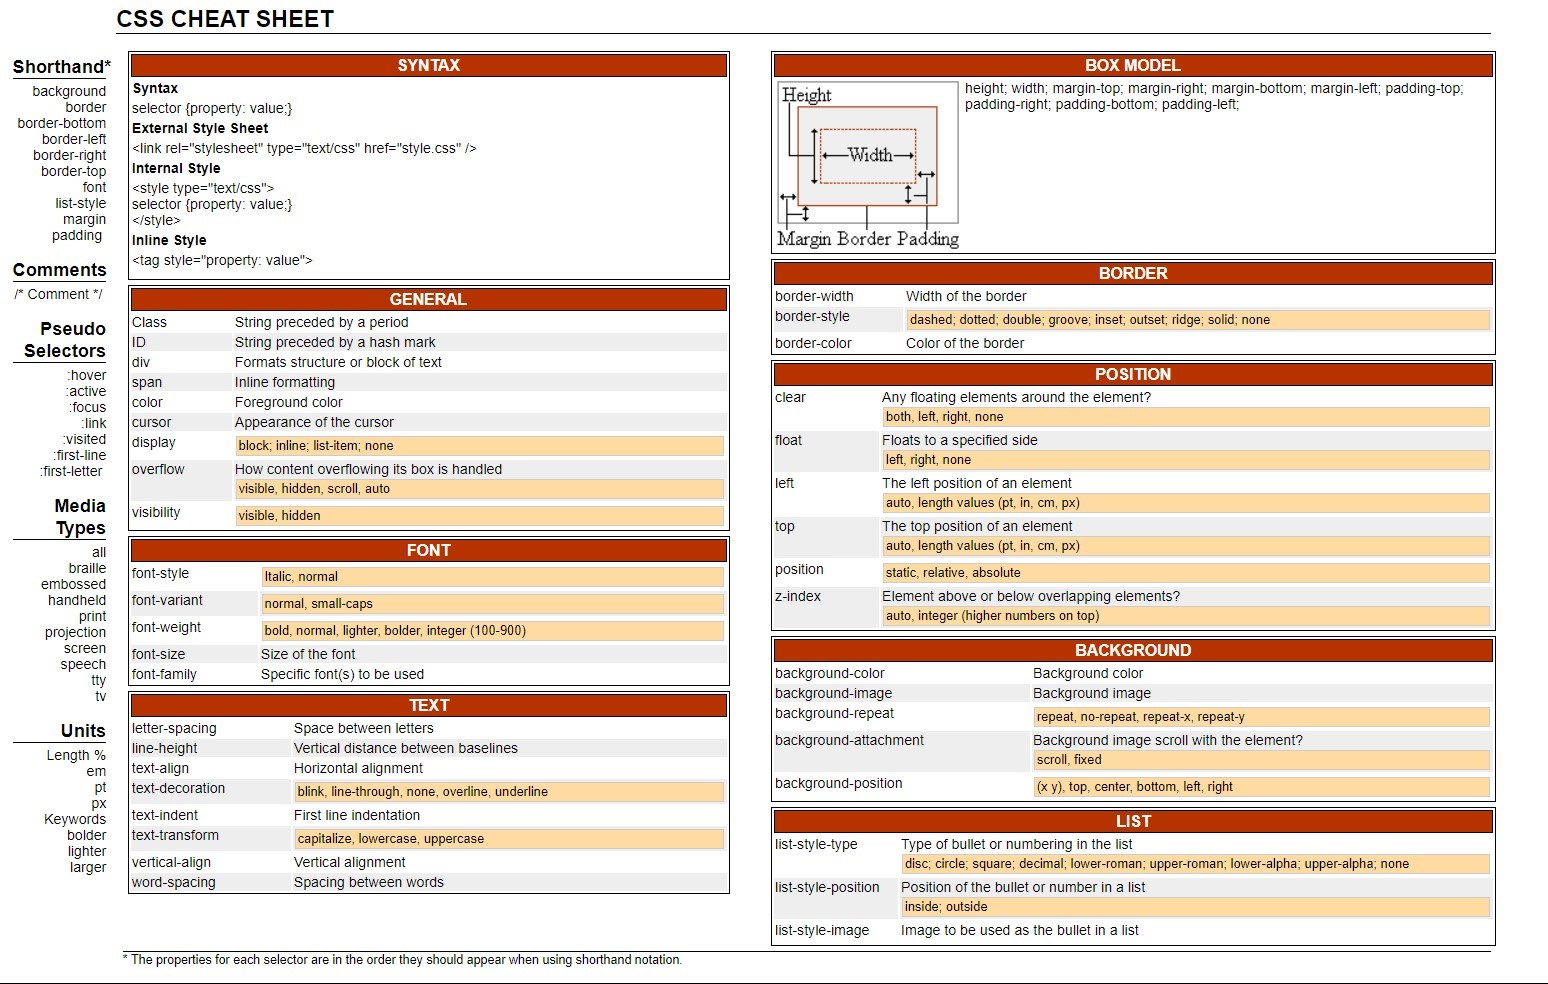 CSS CHEAT SHEET
Shorthand*
background
border
border-bottom
border-left
border-right
border-top
font
list-style
margin
padding
Comments
/* Comment */
Pseudo
Selectors
:hover
:active
:focus
:link
:visited
:first-line
:first-letter
Media
Types
all
braille
embossed
handheld
print
projection
screen
speech
tty
tv
Units
Length %
em
pt
px
Keywords
bolder
lighter
larger
SYNTAX
Syntax
selector {property: value;}
External Style Sheet
<link rel="stylesheet" type="text/css" href="style.css" />
Internal Style
<style type="text/css">
selector {property: value;}
</style>
Inline Style
<tag style="property: value">
GENERAL
Class String preceded by a period
ID String preceded by a hash mark
div Formats structure or block of text
span Inline formatting
color Foreground color
cursor Appearance of the cursor
display block; inline; list-item; none
overflow How content overflowing its box is handled
visible, hidden, scroll, auto
visibility visible, hidden
FONT
font-style Italic, normal
font-variant normal, small-caps
font-weight bold, normal, lighter, bolder, integer (100-900)
font-size Size of the font
font-family Specific font(s) to be used
TEXT
letter-spacing Space between letters
line-height Vertical distance between baselines
text-align Horizontal alignment
text-decoration blink, line-through, none, overline, underline
text-indent First line indentation
text-transform capitalize, lowercase, uppercase
vertical-align Vertical alignment
word-spacing Spacing between words
BOX MODEL
Height
Width
Margin Border Padding
height; width; margin-top; margin-right; margin-bottom; margin-left; padding-top;
padding-right; padding-bottom; padding-left;
BORDER
border-width Width of the border
border-style dashed; dotted; double; groove; inset; outset; ridge; solid; none
border-color Color of the border
POSITION
clear Any floating elements around the element?
both, left, right, none
float Floats to a specified side
left, right, none
left The left position of an element
auto, length values (pt, in, cm, px)
top The top position of an element
auto, length values (pt, in, cm, px)
position static, relative, absolute
z-index Element above or below overlapping elements?
auto, integer (higher numbers on top)
BACKGROUND
background-color Background color
background-image Background image
background-repeat repeat, no-repeat, repeat-x, repeat-y
background-attachment Background image scroll with the element?
scroll, fixed
background-position (x y), top, center, bottom, left, right
LIST
list-style-type Type of bullet or numbering in the list
disc; circle; square; decimal; lower-roman; upper-roman; lower-alpha; upper-alpha; none
list-style-position Position of the bullet or number in a list
inside; outside
list-style-image Image to be used as the bullet in a list
* The properties for each selector are in the order they should appear when using shorthand notation.